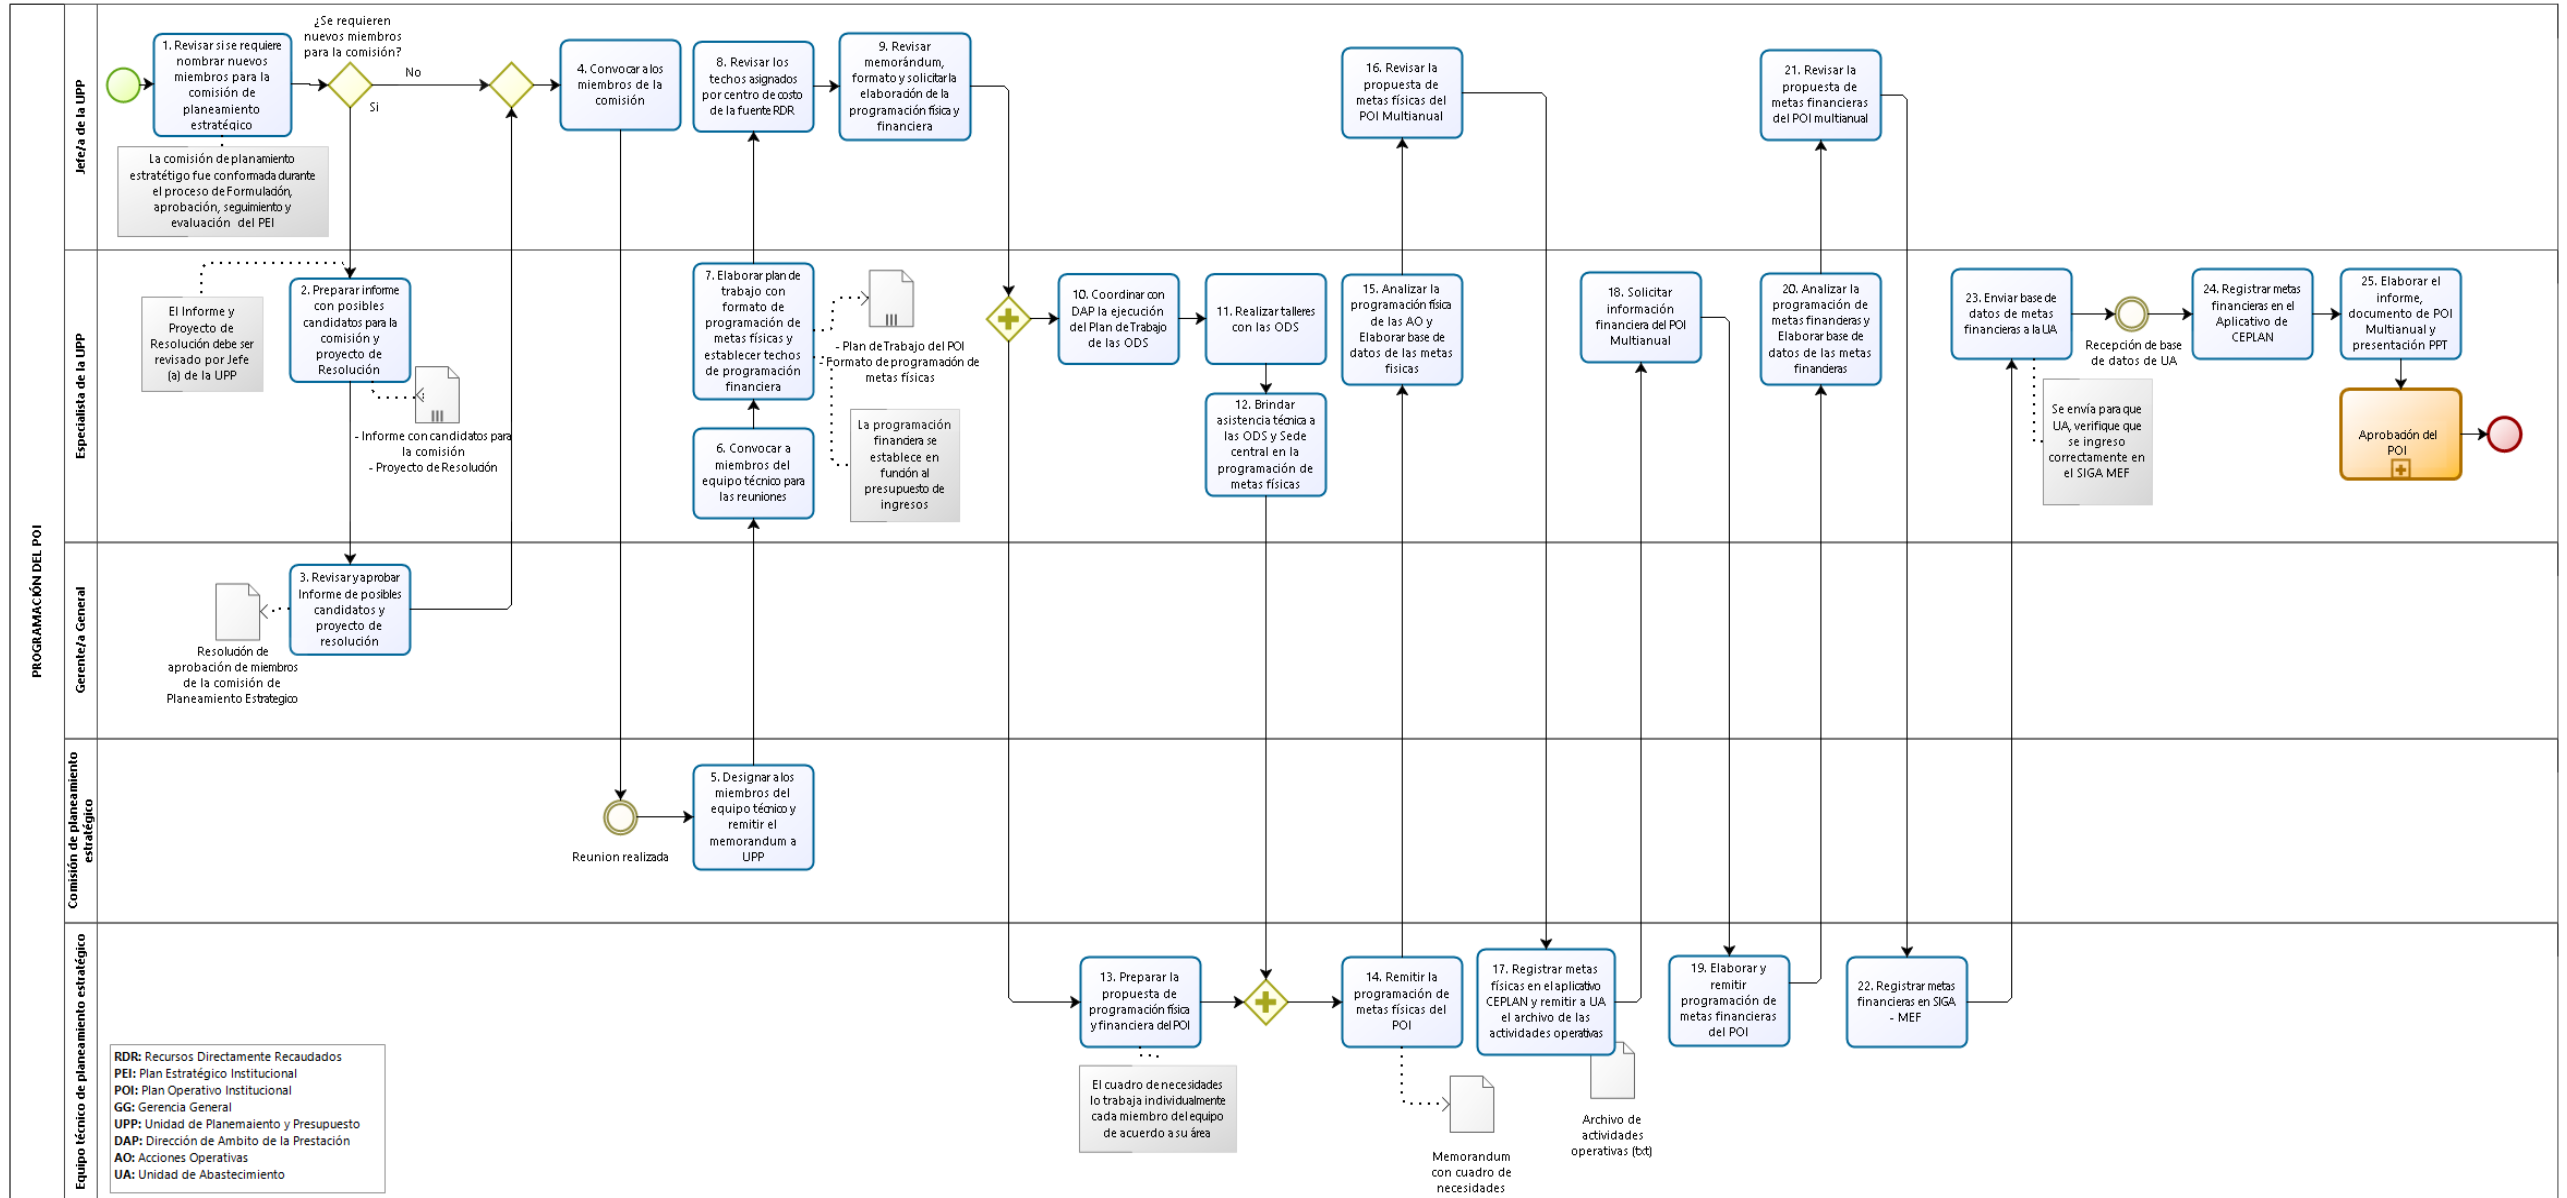 PROGRAMACIÓN DEL POI
Jefe/a de la UPP
1. Revisar si se requiere
nombrar nuevos
miembros para la
comisión de
planeamiento
estratégico
¿Se requieren
nuevos miembros
para la comisión?
No
Si
La comisión de planamiento
estratétigo fue conformada durante
el proceso de Formulación,
aprobación, seguimiento y
evaluación del PEI
4. Convocar a los
miembros de la
comisión
8. Revisar los
techos asignados
por centro de costo
de la fuente RDR
9. Revisar
memorándum,
formato y solicitar la
elaboración de la
programación física y
financiera
16. Revisar la
propuesta de
metas físicas del
POI Multianual
21. Revisar la
propuesta de
metas financieras
del POI multianual
Especialista de la UPP
El Informe y
Proyecto de
Resolución debe ser
revisado por Jefe
(a) de la UPP
2. Preparar informe
con posibles
candidatos para la
comisión y
proyecto de
Resolución
- Informe con candidatos para
la comisión
- Proyecto de Resolución
7. Elaborar plan de
trabajo con
formato de
programación de
metas físicas y
establecer techos
de programación
financiera
- Plan de Trabajo del POI
- Formato de programación de
metas físicas
La programación
financiera se
establece en
función al
presupuesto de
ingresos
6. Convocar a
miembros del
equipo técnico para
las reuniones
10. Coordinar con
DAP la ejecución
del Plan de Trabajo
de las ODS
11. Realizar talleres
con las ODS
12. Brindar
asistencia técnica a
las ODS y Sede
central en la
programación de
metas físicas
15. Analizar la
programación física
de las AO y
Elaborar base de
datos de las metas
fisicas
18. Solicitar
información
financiera del POI
Multianual
20. Analizar la
programación de
metas financieras y
Elaborar base de
datos de las metas
financieras
23. Enviar base de
datos de metas
financieras a la UA
Recepción de base
de datos de UA
Se envía para que
UA, verifique que
se ingreso
correctamente en
el SIGA MEF
24. Registrar metas
financieras en el
Aplicativo de
CEPLAN
25. Elaborar el
informe,
documento de POI
Multianual y
presentación PPT
Aprobación del
POI
Gerente/a General
3. Revisar y aprobar
Informe de posibles
candidatos y
proyecto de
resolución
Resolución de
aprobación de miembros
de la comisión de
Planeamiento Estrategico
Comisión de planeamiento
estratégico
Reunion realizada
5. Designar a los
miembros del
equipo técnico y
remitir el
memorandum a
UPP
Equipo técnico de planeamiento estratégico
13. Preparar la
propuesta de
programación física
y financiera del POI
El cuadro de necesidades
lo trabaja individualmente
cada miembro del equipo
de acuerdo a su área
14. Remitir la
programación de
metas físicas del
POI
Memorandum
con cuadro de
necesidades
17. Registrar metas
físicas en el aplicativo
CEPLAN y remitir a UA
el archivo de las
actividades operativas
Archivo de
actividades
operativas (txt)
19. Elaborar y
remitir
programación de
metas financieras
del POI
22. Registrar metas
financieras en SIGA
- MEF
RDR: Recursos Directamente Recaudados
PEI: Plan Estratégico Institucional
POI: Plan Operativo Institucional
GG: Gerencia General
UPP: Unidad de Planemaiento y Presupuesto
DAP: Dirección de Ambito de la Prestación
AO: Acciones Operativas
UA: Unidad de Abastecimiento